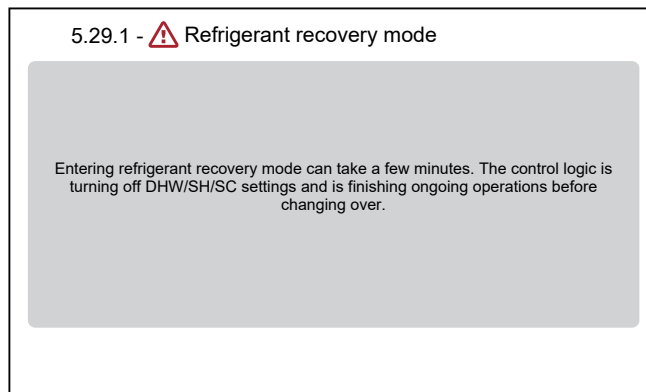 5.29.1 - Refrigerant recovery mode
Entering refrigerant recovery mode can take a few minutes. The control logic is
turning off DHW/SH/SC settings and is finishing ongoing operations before
changing over.